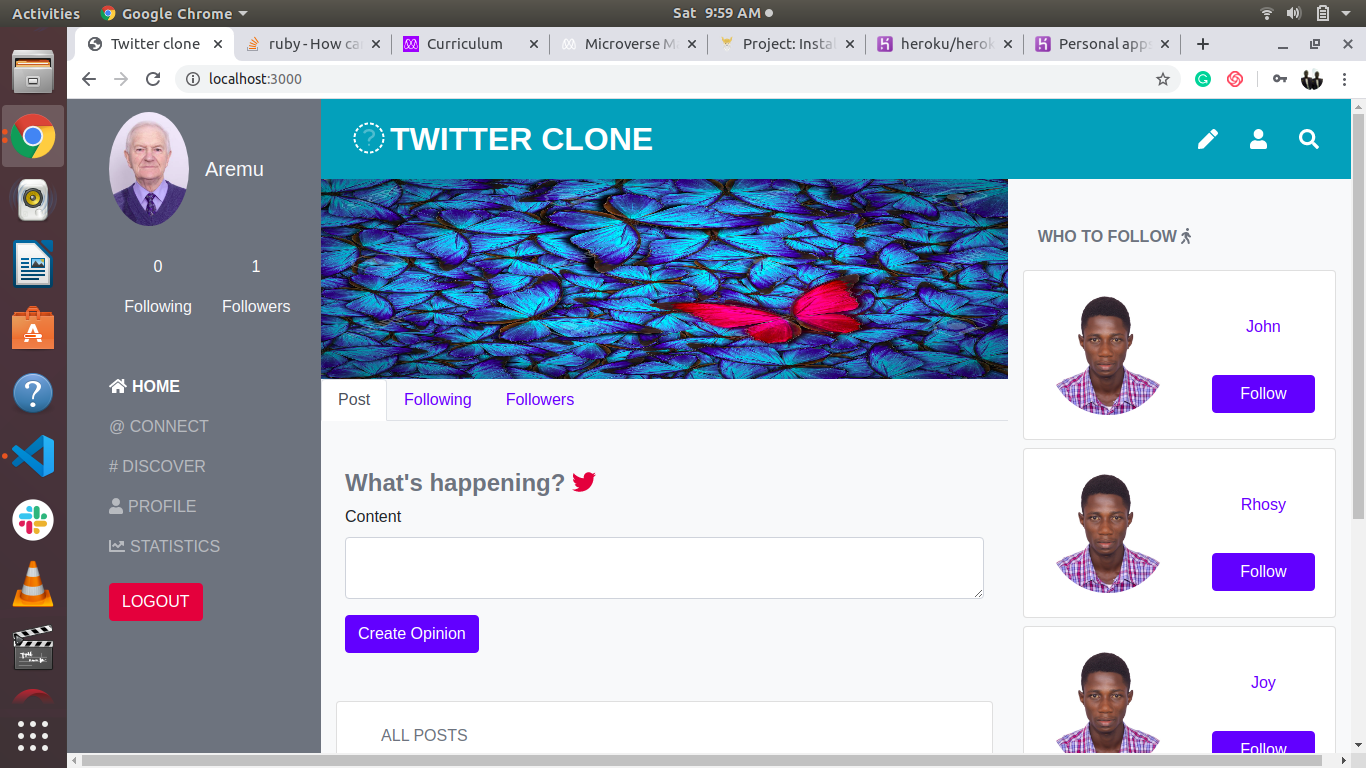 Activities Google Chrome Sat 9:59 AM
Twitter clone ruby - How ca Curriculum Microverse M Project: Insta heroku/herok Personal apps
localhost:3000
Aremu
0 1
Following Followers
HOME
@ CONNECT
# DISCOVER
PROFILE
STATISTICS
LOGOUT
? TWITTER CLONE
Post Following Followers
What's happening?
Content
Create Opinion
ALL POSTS
WHO TO FOLLOW
John
Follow
Rhosy
Follow
Joy
Follow